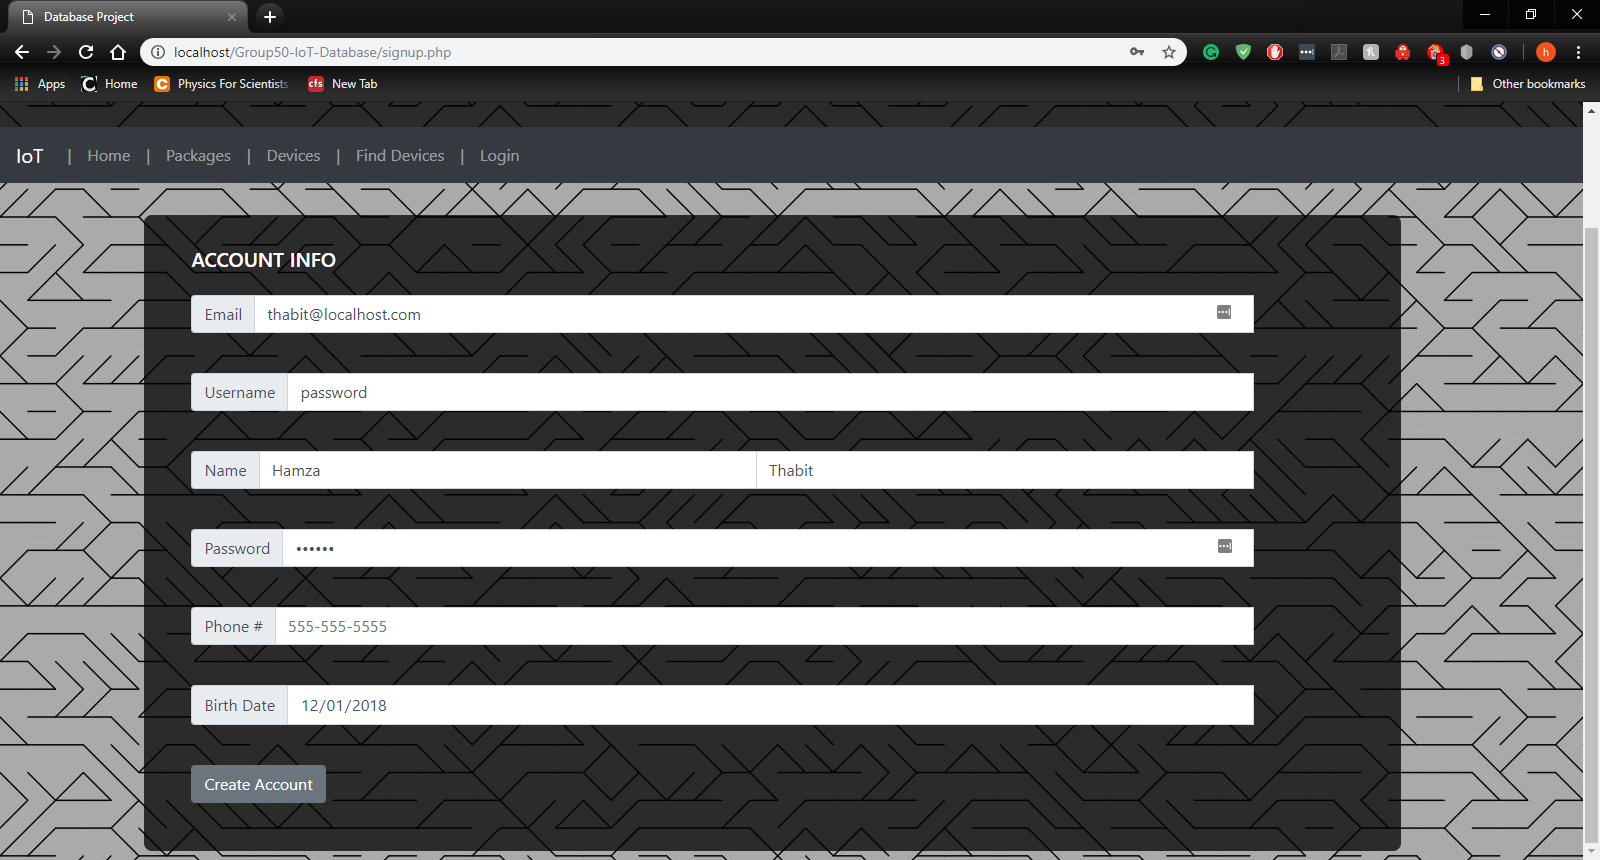 Database Project
localhost/Group50-IoT-Database/signup.php
3
h
Apps
C
Home
C
Physics For Scientists
cfs
New Tab
Other bookmarks
IoT | Home | Packages | Devices | Find Devices | Login
ACCOUNT INFO
Email thabit@localhost.com
Username password
Name Hamza Thabit
Password ••••••
Phone # 555-555-5555
Birth Date 12/01/2018
Create Account